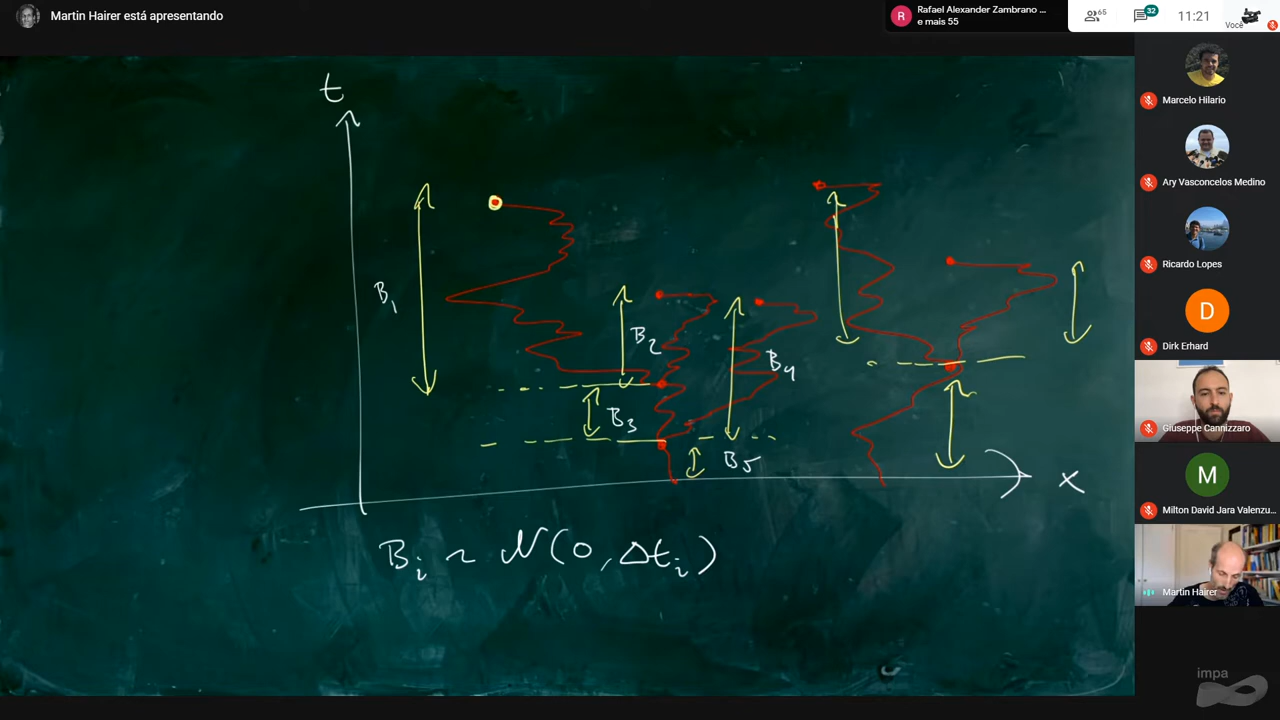 Martin Hairer está apresentando
R
Rafael Alexander Zambrano ...
e mais 55
65
32
11:21
Você
t
B₁
B₂
B₃
B₄
B₅
x
Bᵢ ~ N(0, Δtᵢ)
Marcelo Hilario
Ary Vasconcelos Medino
Ricardo Lopes
D
Dirk Erhard
Giuseppe Cannizzaro
M
Milton David Jara Valenzu...
Martin Hairer
impa